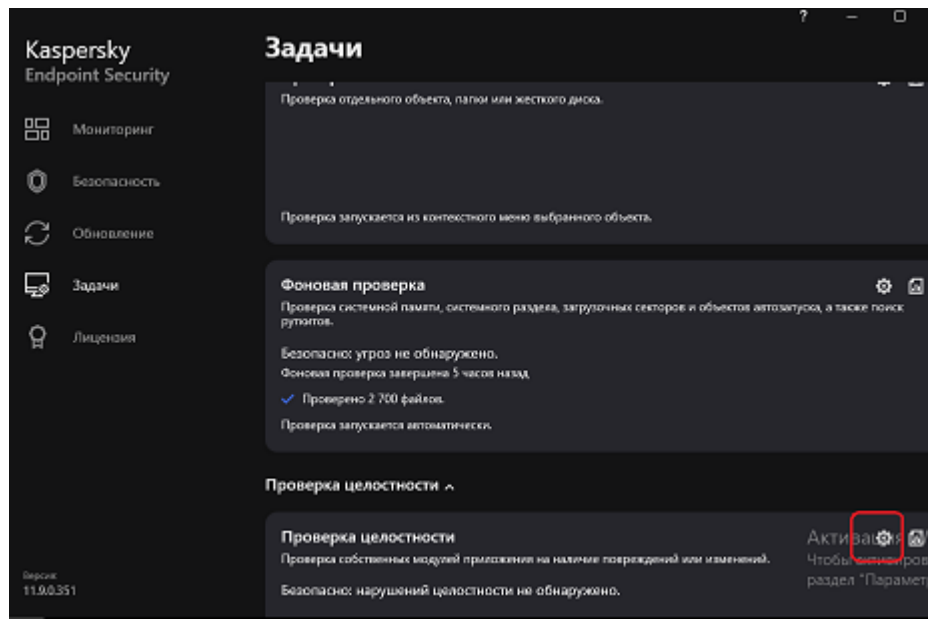 ?
Kaspersky
Endpoint Security
Задачи
Проверка отдельного объекта, папки или жесткого диска.
Мониторинг
Безопасность
Проверка запускается из контекстного меню выбранного объекта.
Обновление
Задачи
Фоновая проверка
Проверка системной памяти, системного раздела, загрузочных секторов и объектов автозапуска, а также поиск
руткитов.
Лицензия
Безопасно: угроз не обнаружено.
Фоновая проверка завершена 5 часов назад
Проверено 2 700 файлов.
Проверка запускается автоматически.
Проверка целостности
Проверка целостности
Проверка собственных модулей приложения на наличие повреждений или изменений.
Безопасно: нарушений целостности не обнаружено.
Чтобы
раздел "Парамет
Версия:
11.9.0.351